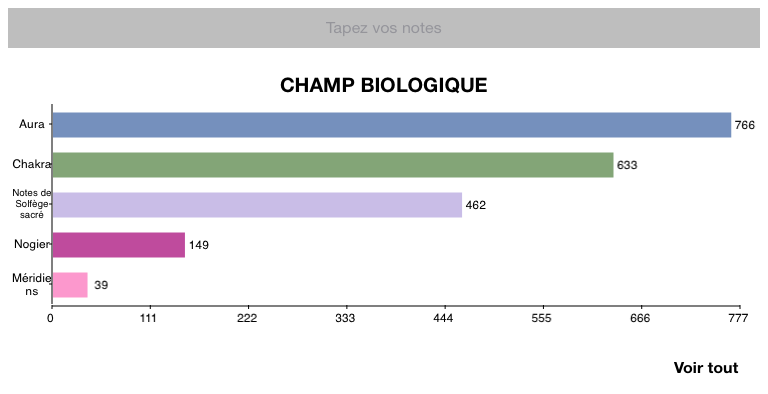 Tapez vos notes
CHAMP BIOLOGIQUE
Aura
766
Chakra
633
Notes de
Solfège
sacré
462
Nogier
149
Méridie
ns
39
0 111 222 333 444 555 666 777
Voir tout